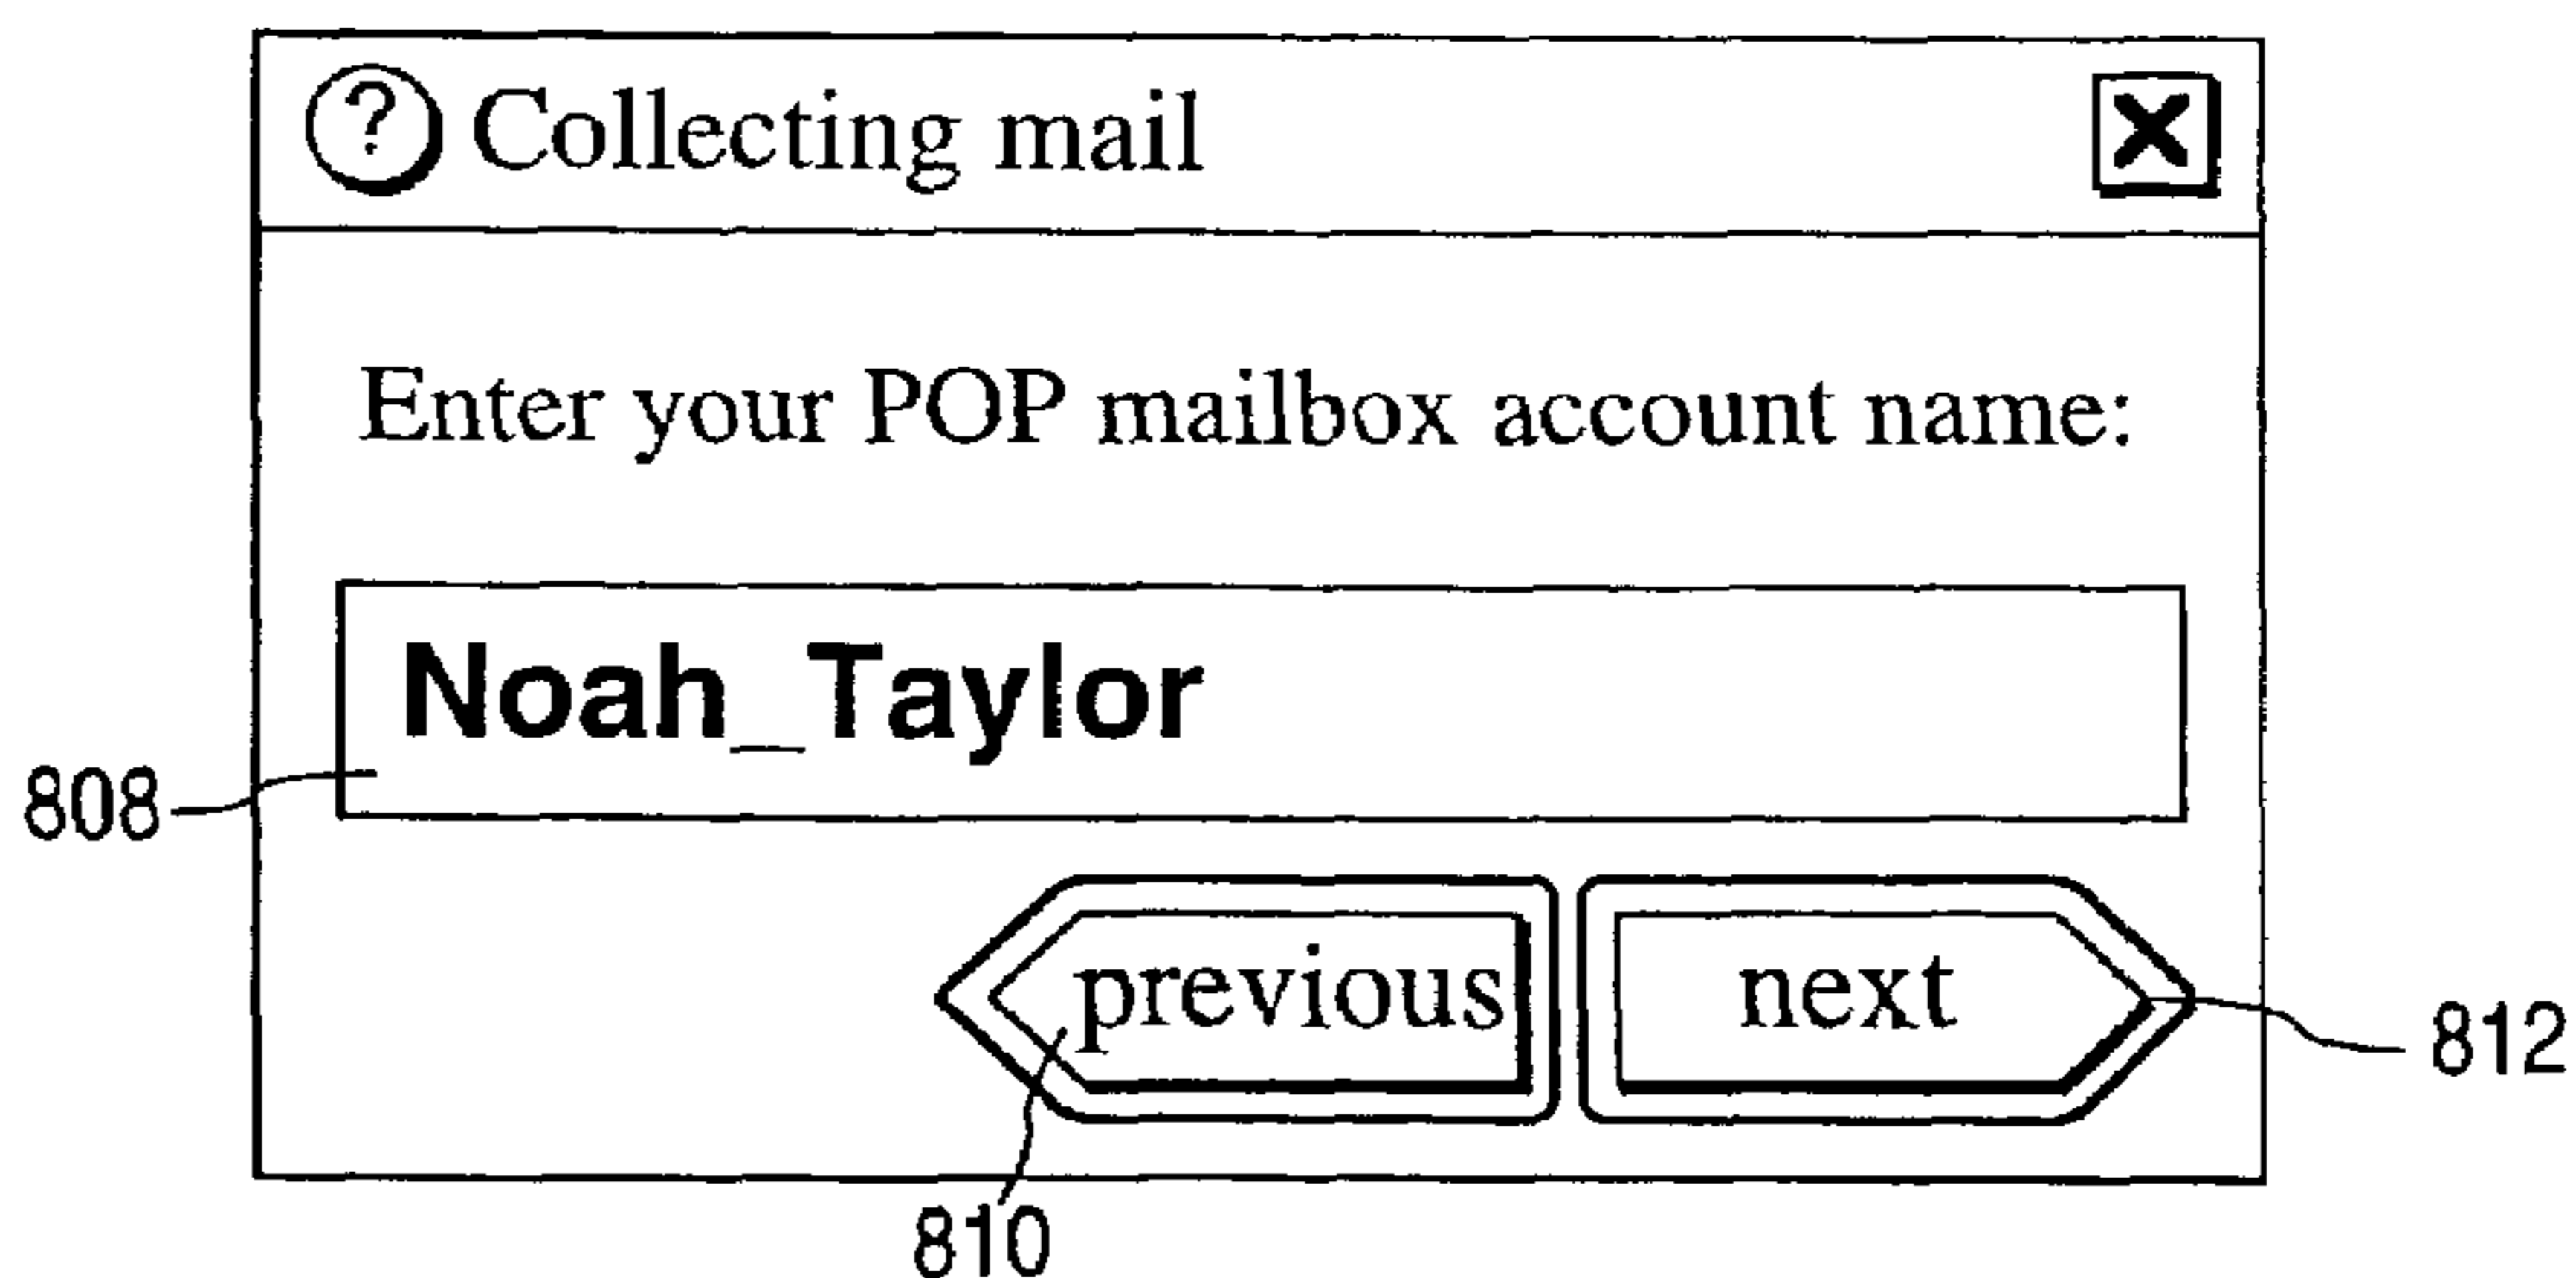 ? Collecting mail X
Enter your POP mailbox account name:
Noah_Taylor
808
previous next
812
810